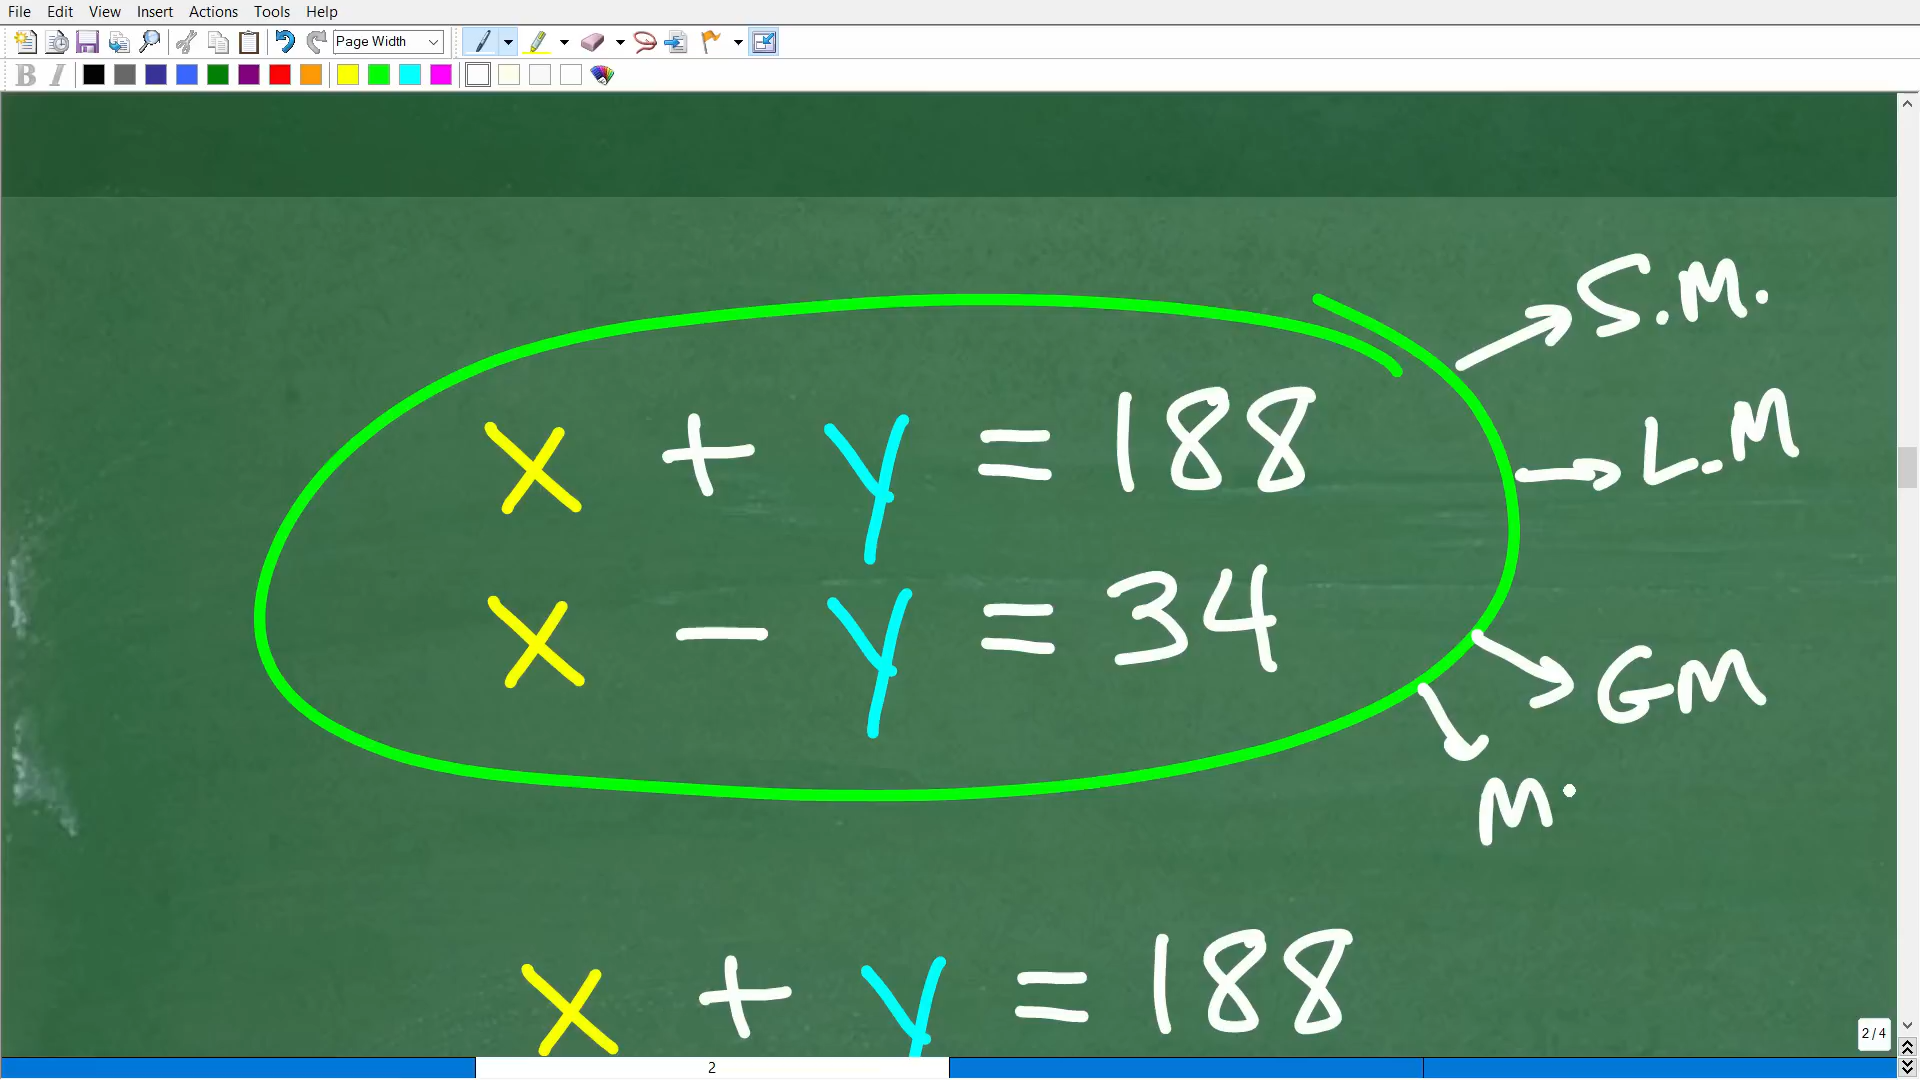 File Edit View Insert Actions Tools Help
Page Width
B I
S.M.
x + y = 188
L.M
x - y = 34
GM
M.
x + y = 188
2 / 4
2